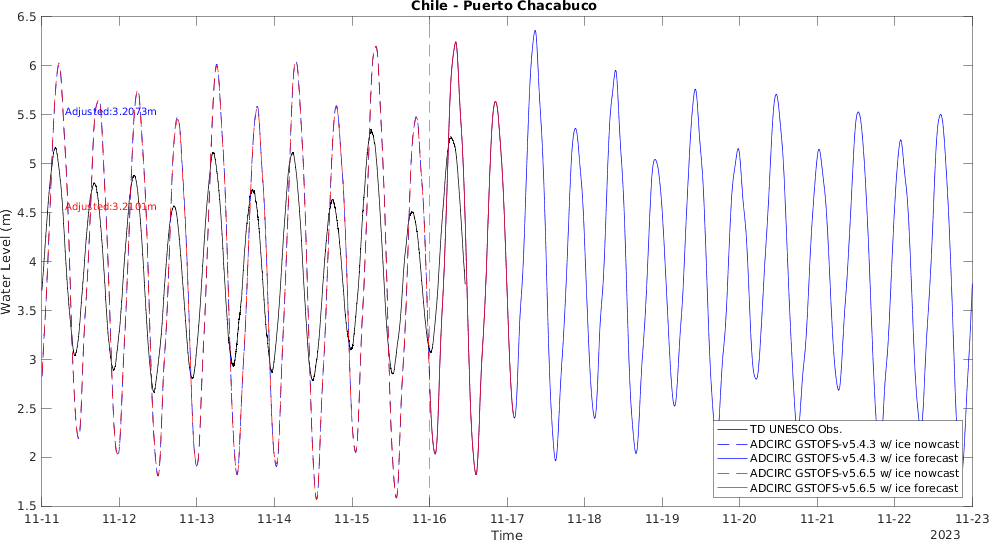 Chile - Puerto Chacabuco
6.5
6
5.5
5
4.5
4
3.5
3
2.5
2
1.5
Water Level (m)
Adjusted:3.2073m
Adjusted:3.2101m
TD UNESCO Obs.
ADCIRC GSTOFS-v5.4.3 w/ ice nowcast
ADCIRC GSTOFS-v5.4.3 w/ ice forecast
ADCIRC GSTOFS-v5.6.5 w/ ice nowcast
ADCIRC GSTOFS-v5.6.5 w/ ice forecast
11-11 11-12 11-13 11-14 11-15 11-16 11-17 11-18 11-19 11-20 11-21 11-22 11-23
Time
2023